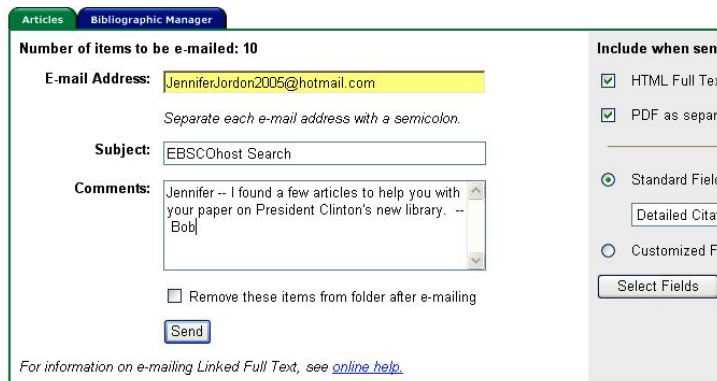 Articles
Bibliographic Manager
Number of items to be e-mailed: 10
E-mail Address:
JenniferJordon2005@hotmail.com
Separate each e-mail address with a semicolon.
Subject:
EBSCOhost Search
Comments:
Jennifer -- I found a few articles to help you with
your paper on President Clinton's new library. --
Bob
Remove these items from folder after e-mailing
Send
For information on e-mailing Linked Full Text, see online help.
Include when sen
HTML Full Te
PDF as separ
Standard Fiel
Detailed Cita
Customized F
Select Fields